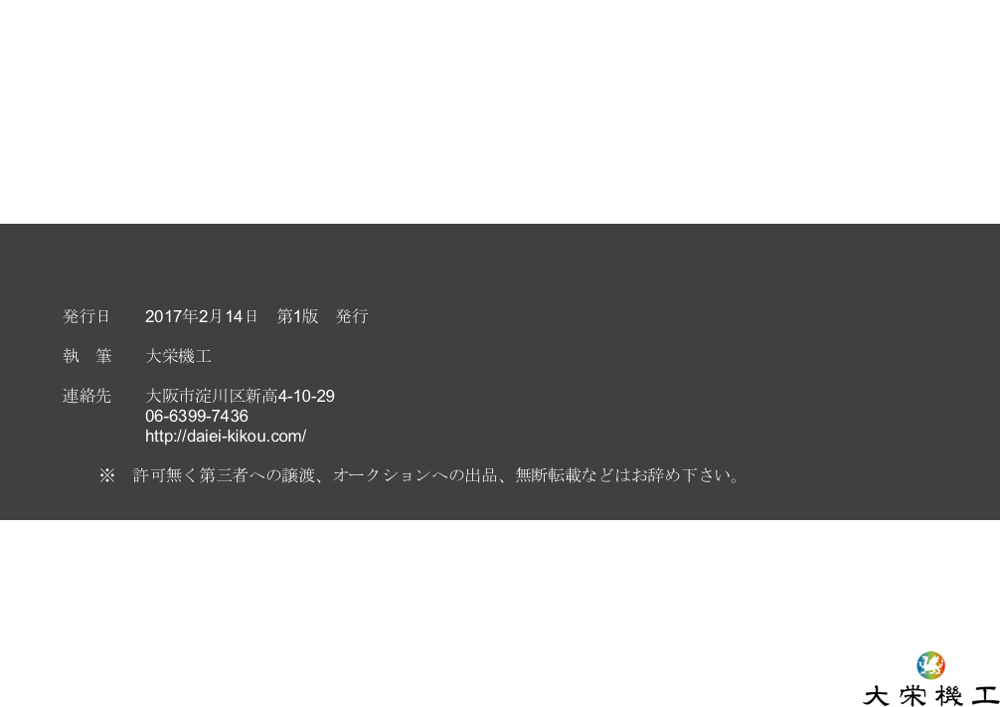 発行日　　2017年2月14日　第1版　発行
執　筆　　大栄機工
連絡先　　大阪市淀川区新高4-10-29
06-6399-7436
http://daiei-kikou.com/
※　許可無く第三者への譲渡、オークションへの出品、無断転載などはお辞め下さい。
大栄機工